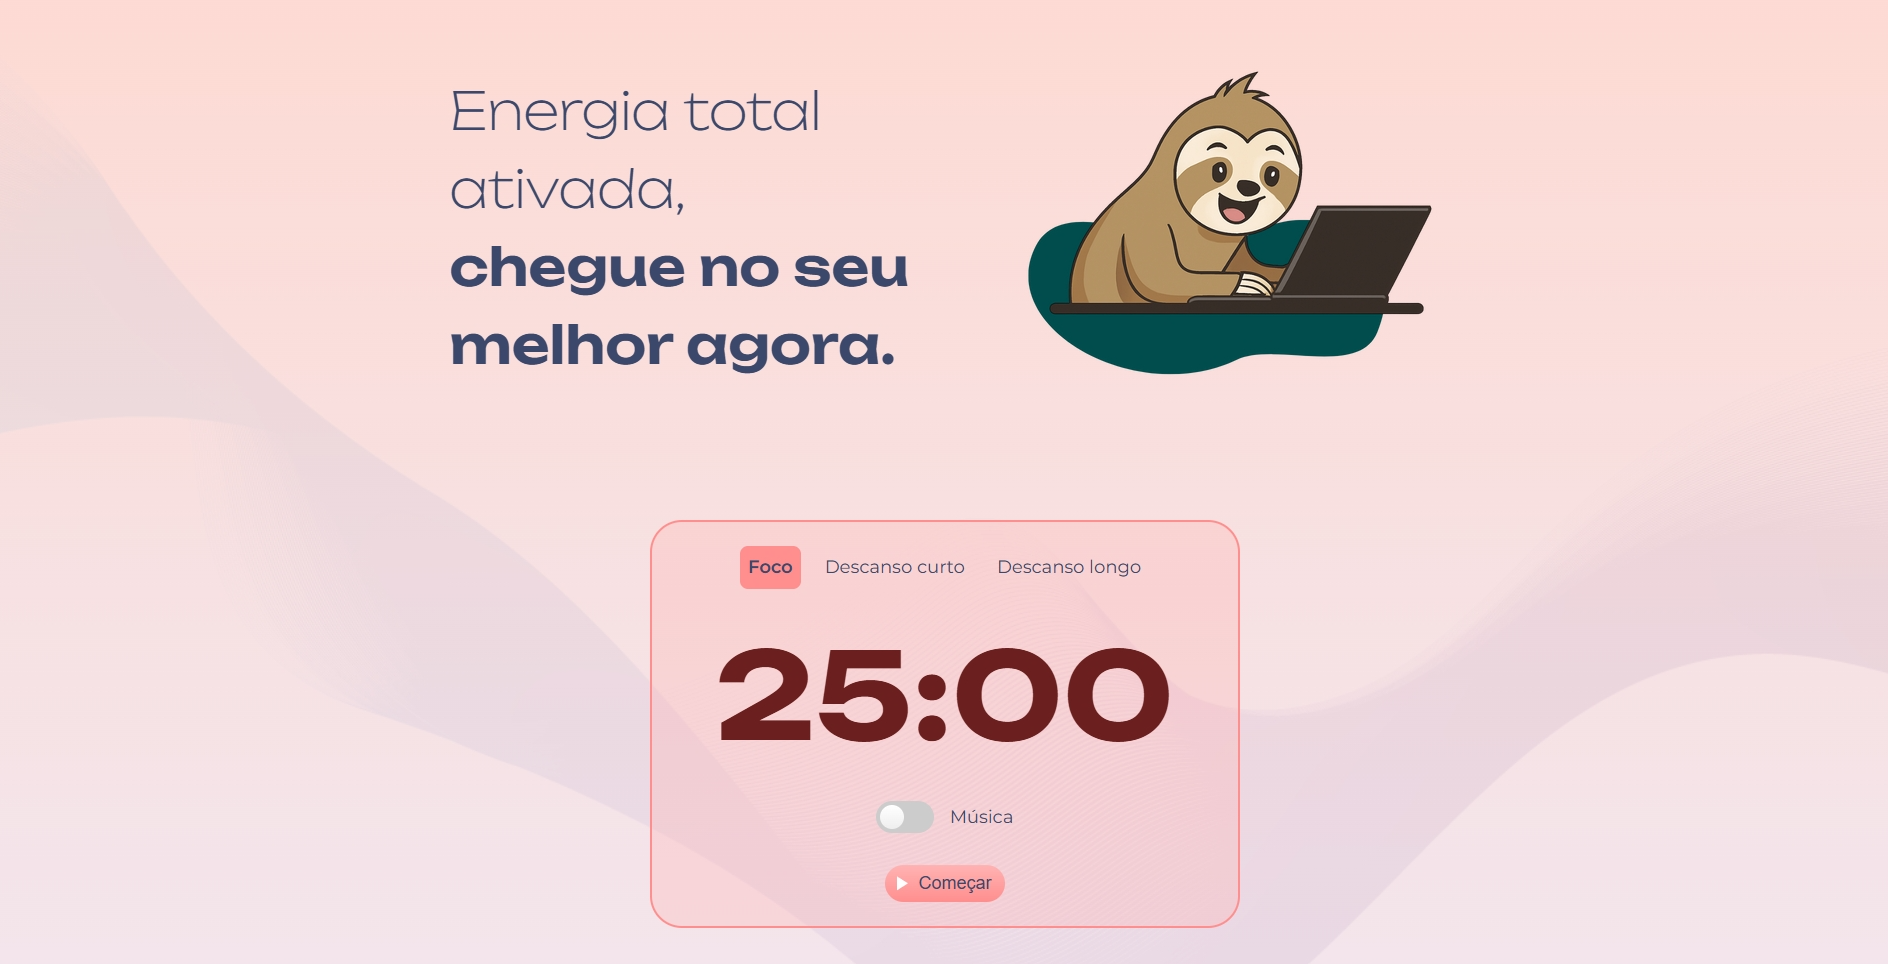 Energia total
ativada,
chegue no seu
melhor agora.
Foco Descanso curto Descanso longo
25:00
Música
Começar